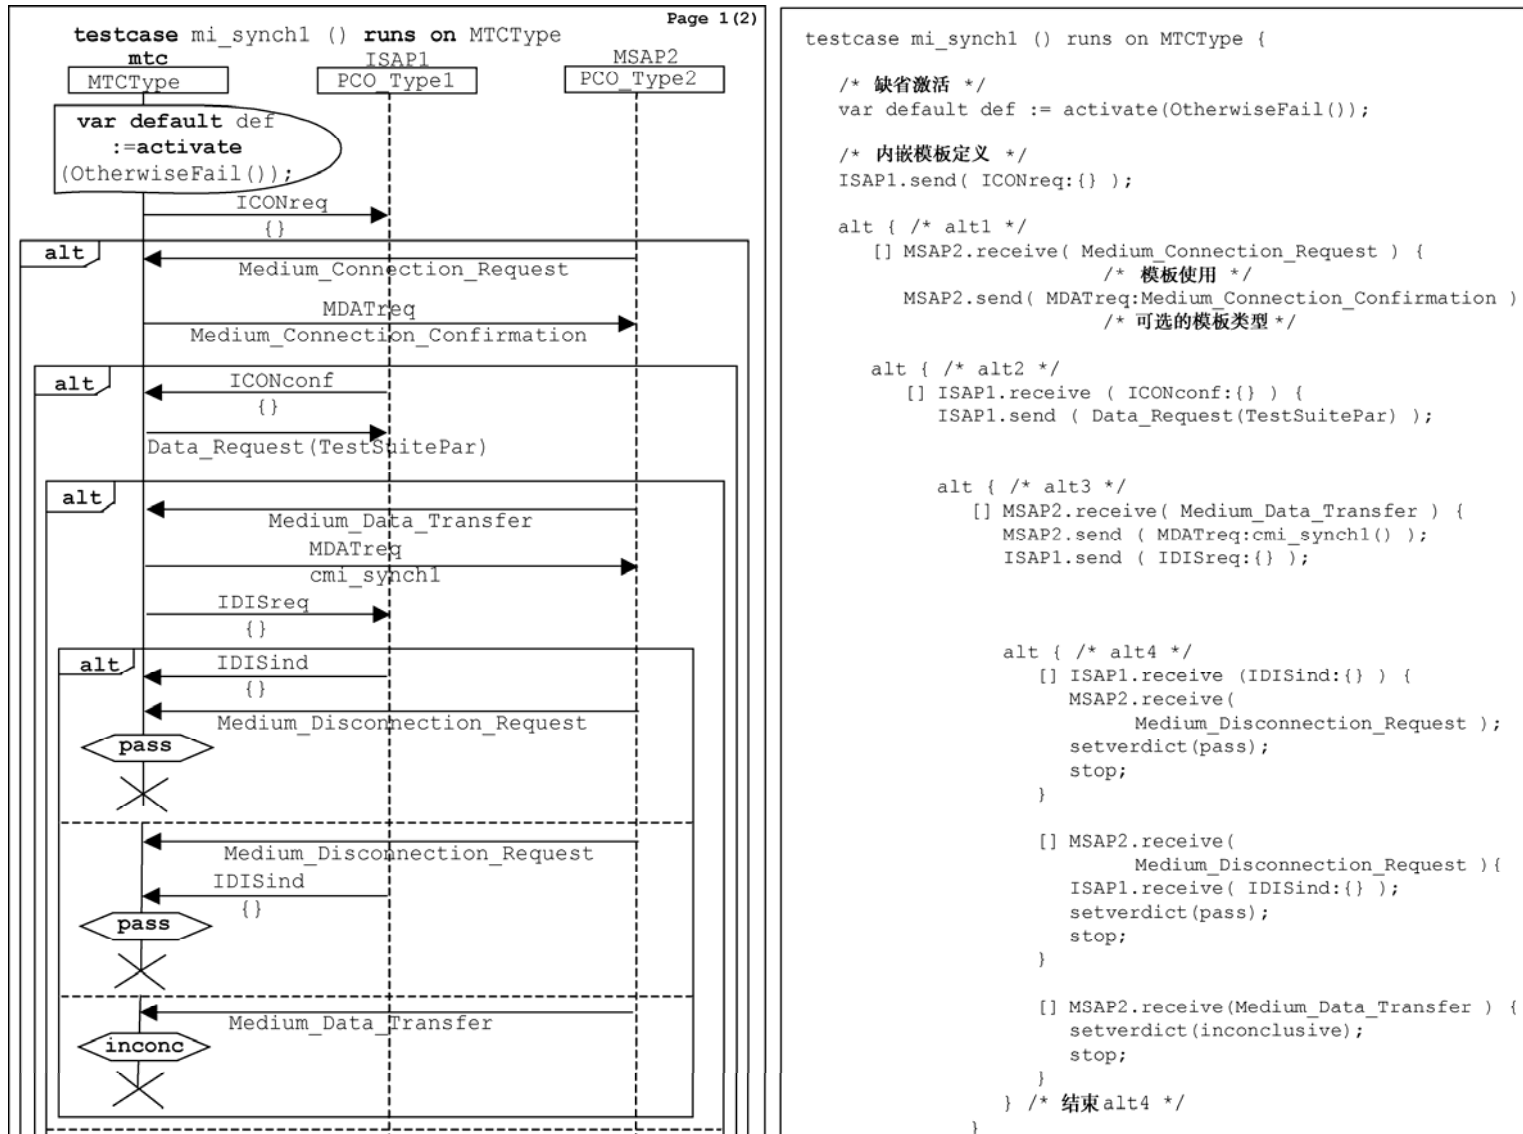 Page 1(2)
testcase mi_synch1 () runs on MTCType
mtc
ISAP1
MSAP2
MTCType
PCO_Type1
PCO_Type2
var default def
:=activate
(OtherwiseFail());
ICONreq
{}
alt
Medium_Connection_Request
MDATreq
Medium_Connection_Confirmation
alt
ICONconf
{}
Data_Request(TestSuitePar)
alt
Medium_Data_Transfer
MDATreq
cmi_synch1
IDISreq
{}
alt
IDISind
{}
Medium_Disconnection_Request
pass
Medium_Disconnection_Request
IDISind
{}
pass
Medium_Data_Transfer
inconc
testcase mi_synch1 () runs on MTCType {
/* 缺省激活 */
var default def := activate(OtherwiseFail());
/* 内嵌模板定义 */
ISAP1.send( ICONreq:{} );
alt { /* alt1 */
[] MSAP2.receive( Medium_Connection_Request ) {
/* 模板使用 */
MSAP2.send( MDATreq:Medium_Connection_Confirmation )
/* 可选的模板类型 */
alt { /* alt2 */
[] ISAP1.receive ( ICONconf:{} ) {
ISAP1.send ( Data_Request(TestSuitePar) );
alt { /* alt3 */
[] MSAP2.receive( Medium_Data_Transfer ) {
MSAP2.send ( MDATreq:cmi_synch1() );
ISAP1.send ( IDISreq:{} );
alt { /* alt4 */
[] ISAP1.receive (IDISind:{} ) {
MSAP2.receive(
Medium_Disconnection_Request );
setverdict(pass);
stop;
}
[] MSAP2.receive(
Medium_Disconnection_Request ){
ISAP1.receive( IDISind:{} );
setverdict(pass);
stop;
}
[] MSAP2.receive(Medium_Data_Transfer ) {
setverdict(inconclusive);
stop;
}
} /* 结束alt4 */
}